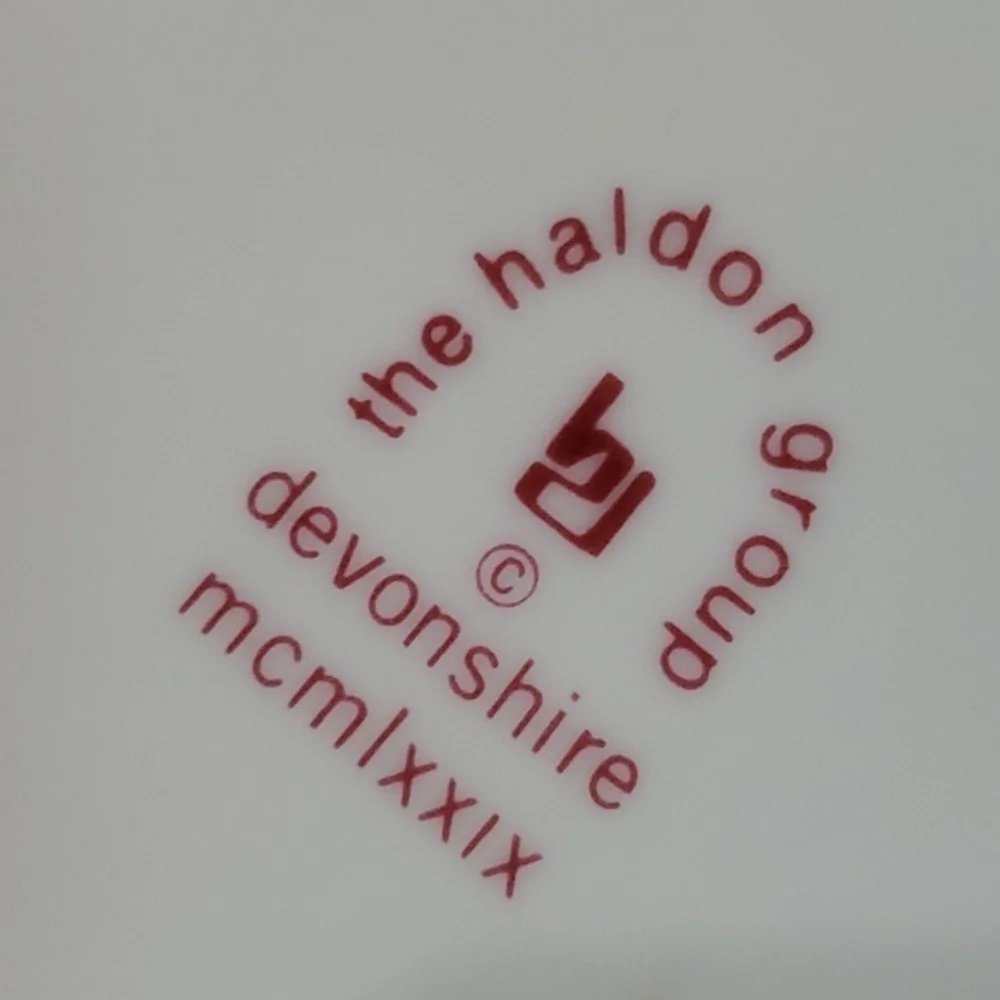 the haldon group
©
devonshire
mcmlxxix